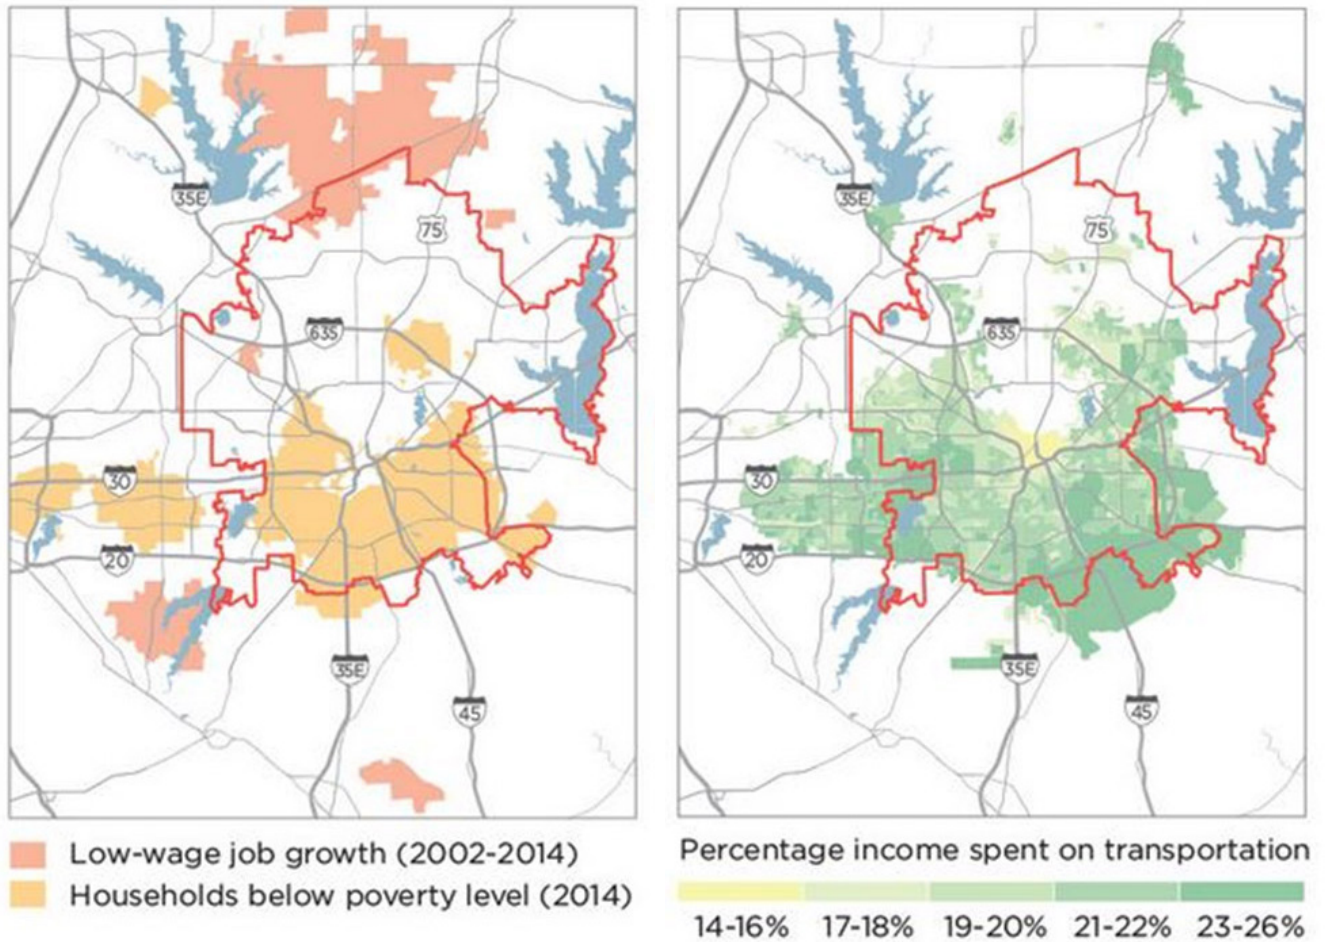 35E
75
635
30
20
35E
45
Low-wage job growth (2002-2014)
Households below poverty level (2014)
35E
75
635
30
20
35E
45
Percentage income spent on transportation
14-16% 17-18% 19-20% 21-22% 23-26%